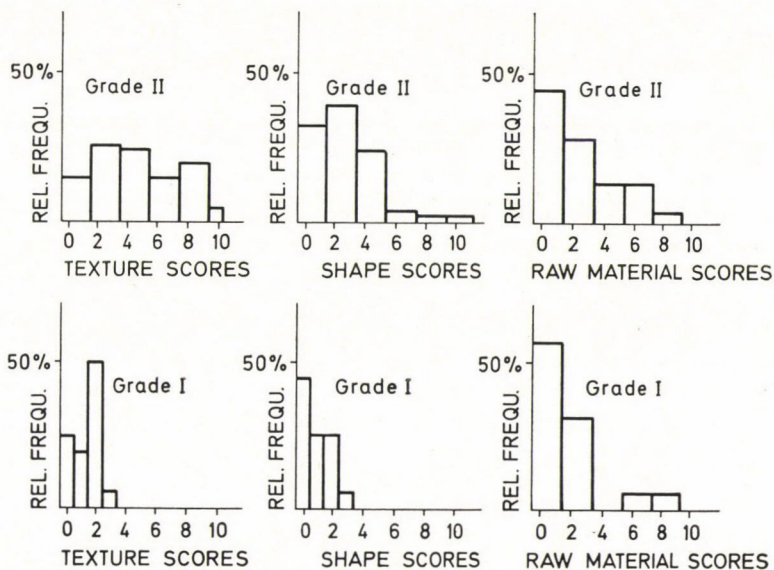 50%
Grade II
REL. FREQU.
0 2 4 6 8 10
TEXTURE SCORES
50%
Grade II
REL. FREQU.
0 2 4 6 8 10
SHAPE SCORES
50%
Grade II
REL. FREQU.
0 2 4 6 8 10
RAW MATERIAL SCORES
50%
Grade I
REL. FREQU.
0 2 4 6 8 10
TEXTURE SCORES
50%
Grade I
REL. FREQU.
0 2 4 6 8 10
SHAPE SCORES
50%
Grade I
REL. FREQU.
0 2 4 6 8 10
RAW MATERIAL SCORES